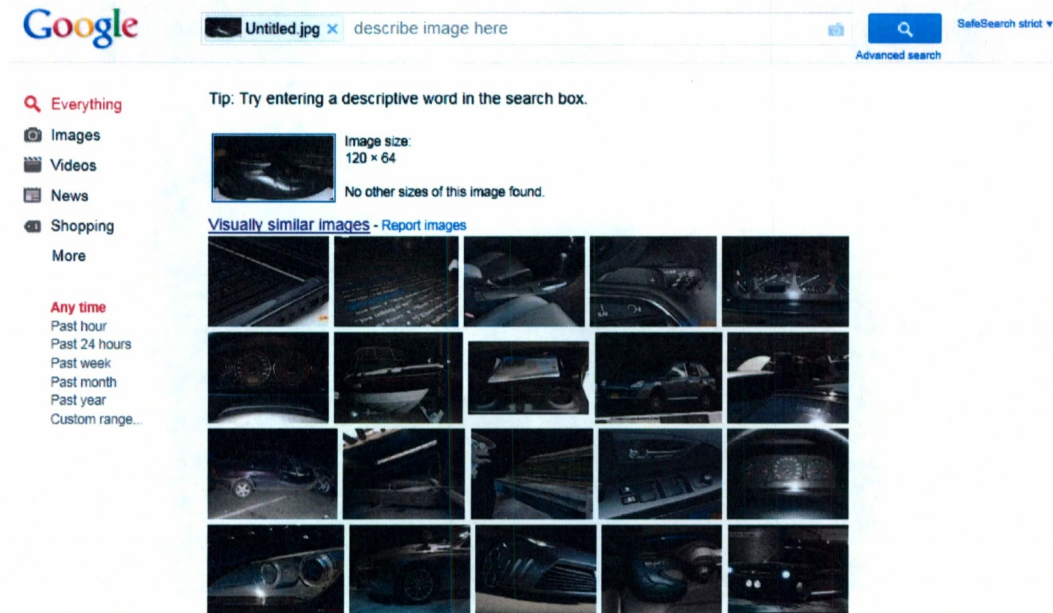 Google
Untitled.jpg × describe image here
SafeSearch strict ▼
Advanced search
Everything
Images
Videos
News
Shopping
More
Any time
Past hour
Past 24 hours
Past week
Past month
Past year
Custom range...
Tip: Try entering a descriptive word in the search box.
Image size:
120 × 64
No other sizes of this image found.
Visually similar images - Report images